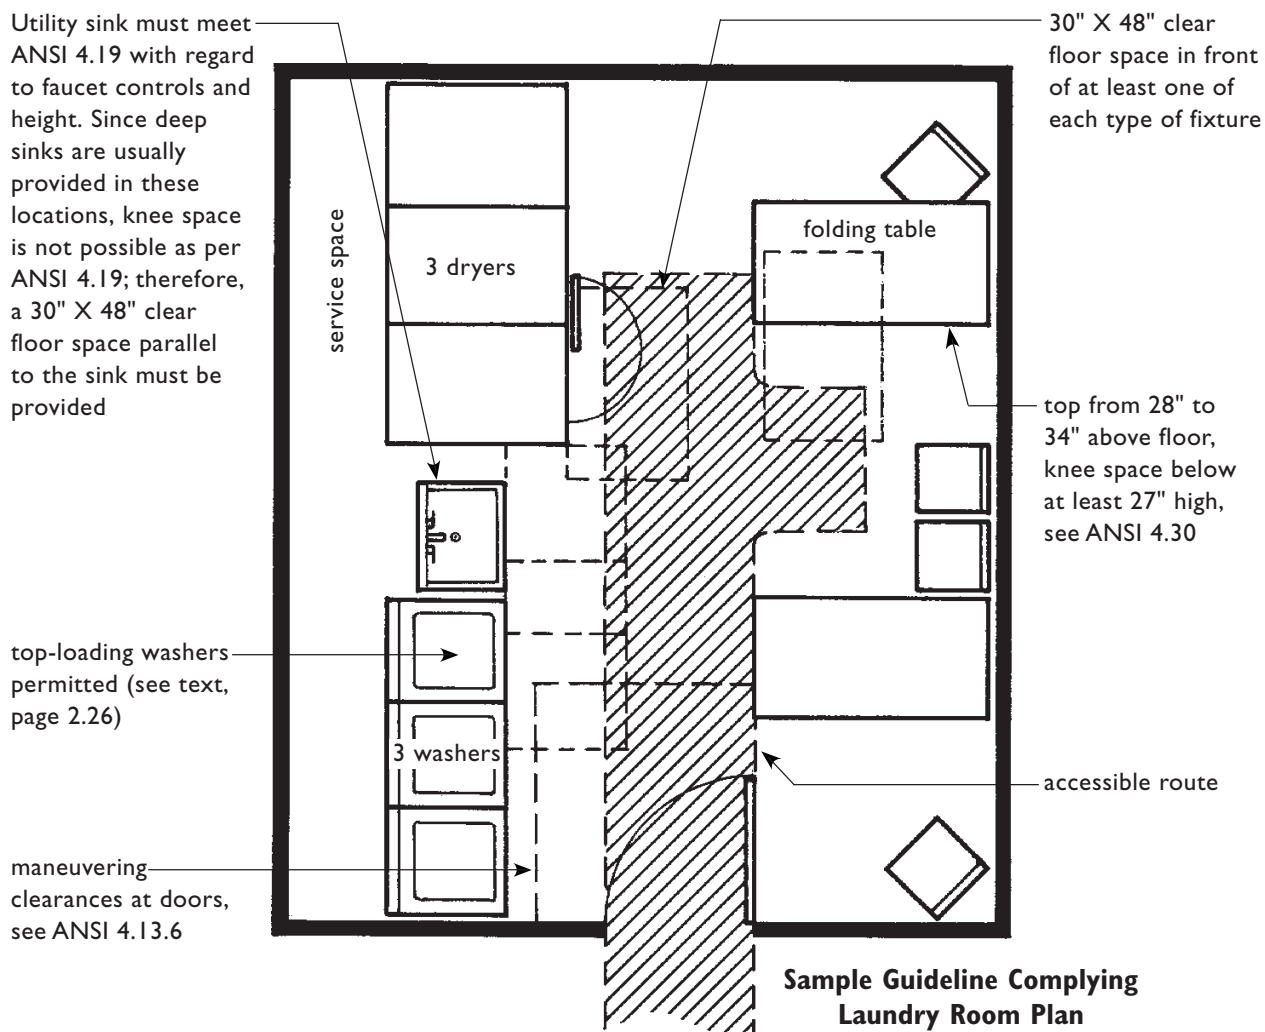 Utility sink must meet
ANSI 4.19 with regard
to faucet controls and
height. Since deep
sinks are usually
provided in these
locations, knee space
is not possible as per
ANSI 4.19; therefore,
a 30" X 48" clear
floor space parallel
to the sink must be
provided
30" X 48" clear
floor space in front
of at least one of
each type of fixture
service space
3 dryers
folding table
top from 28" to
34" above floor,
knee space below
at least 27" high,
see ANSI 4.30
top-loading washers
permitted (see text,
page 2.26)
3 washers
accessible route
maneuvering
clearances at doors,
see ANSI 4.13.6
Sample Guideline Complying
Laundry Room Plan